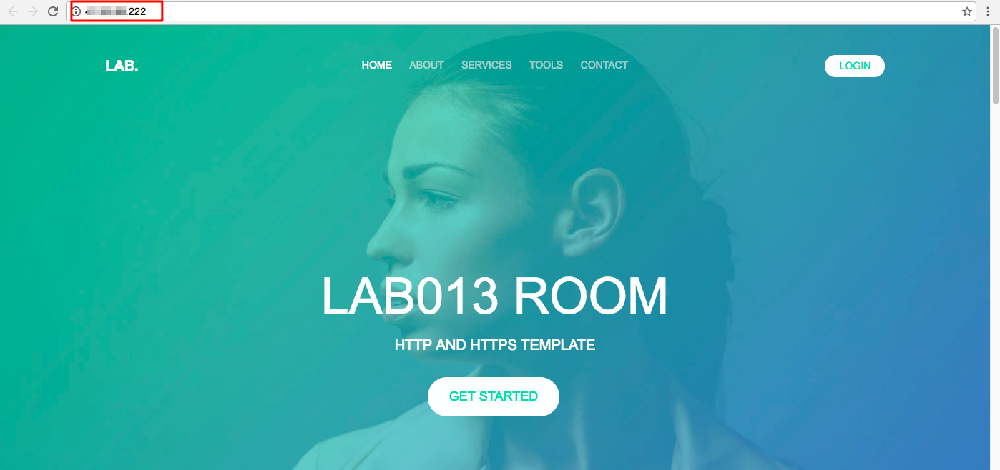 .222
LAB.
HOME ABOUT SERVICES TOOLS CONTACT
LOGIN
LAB013 ROOM
HTTP AND HTTPS TEMPLATE
GET STARTED